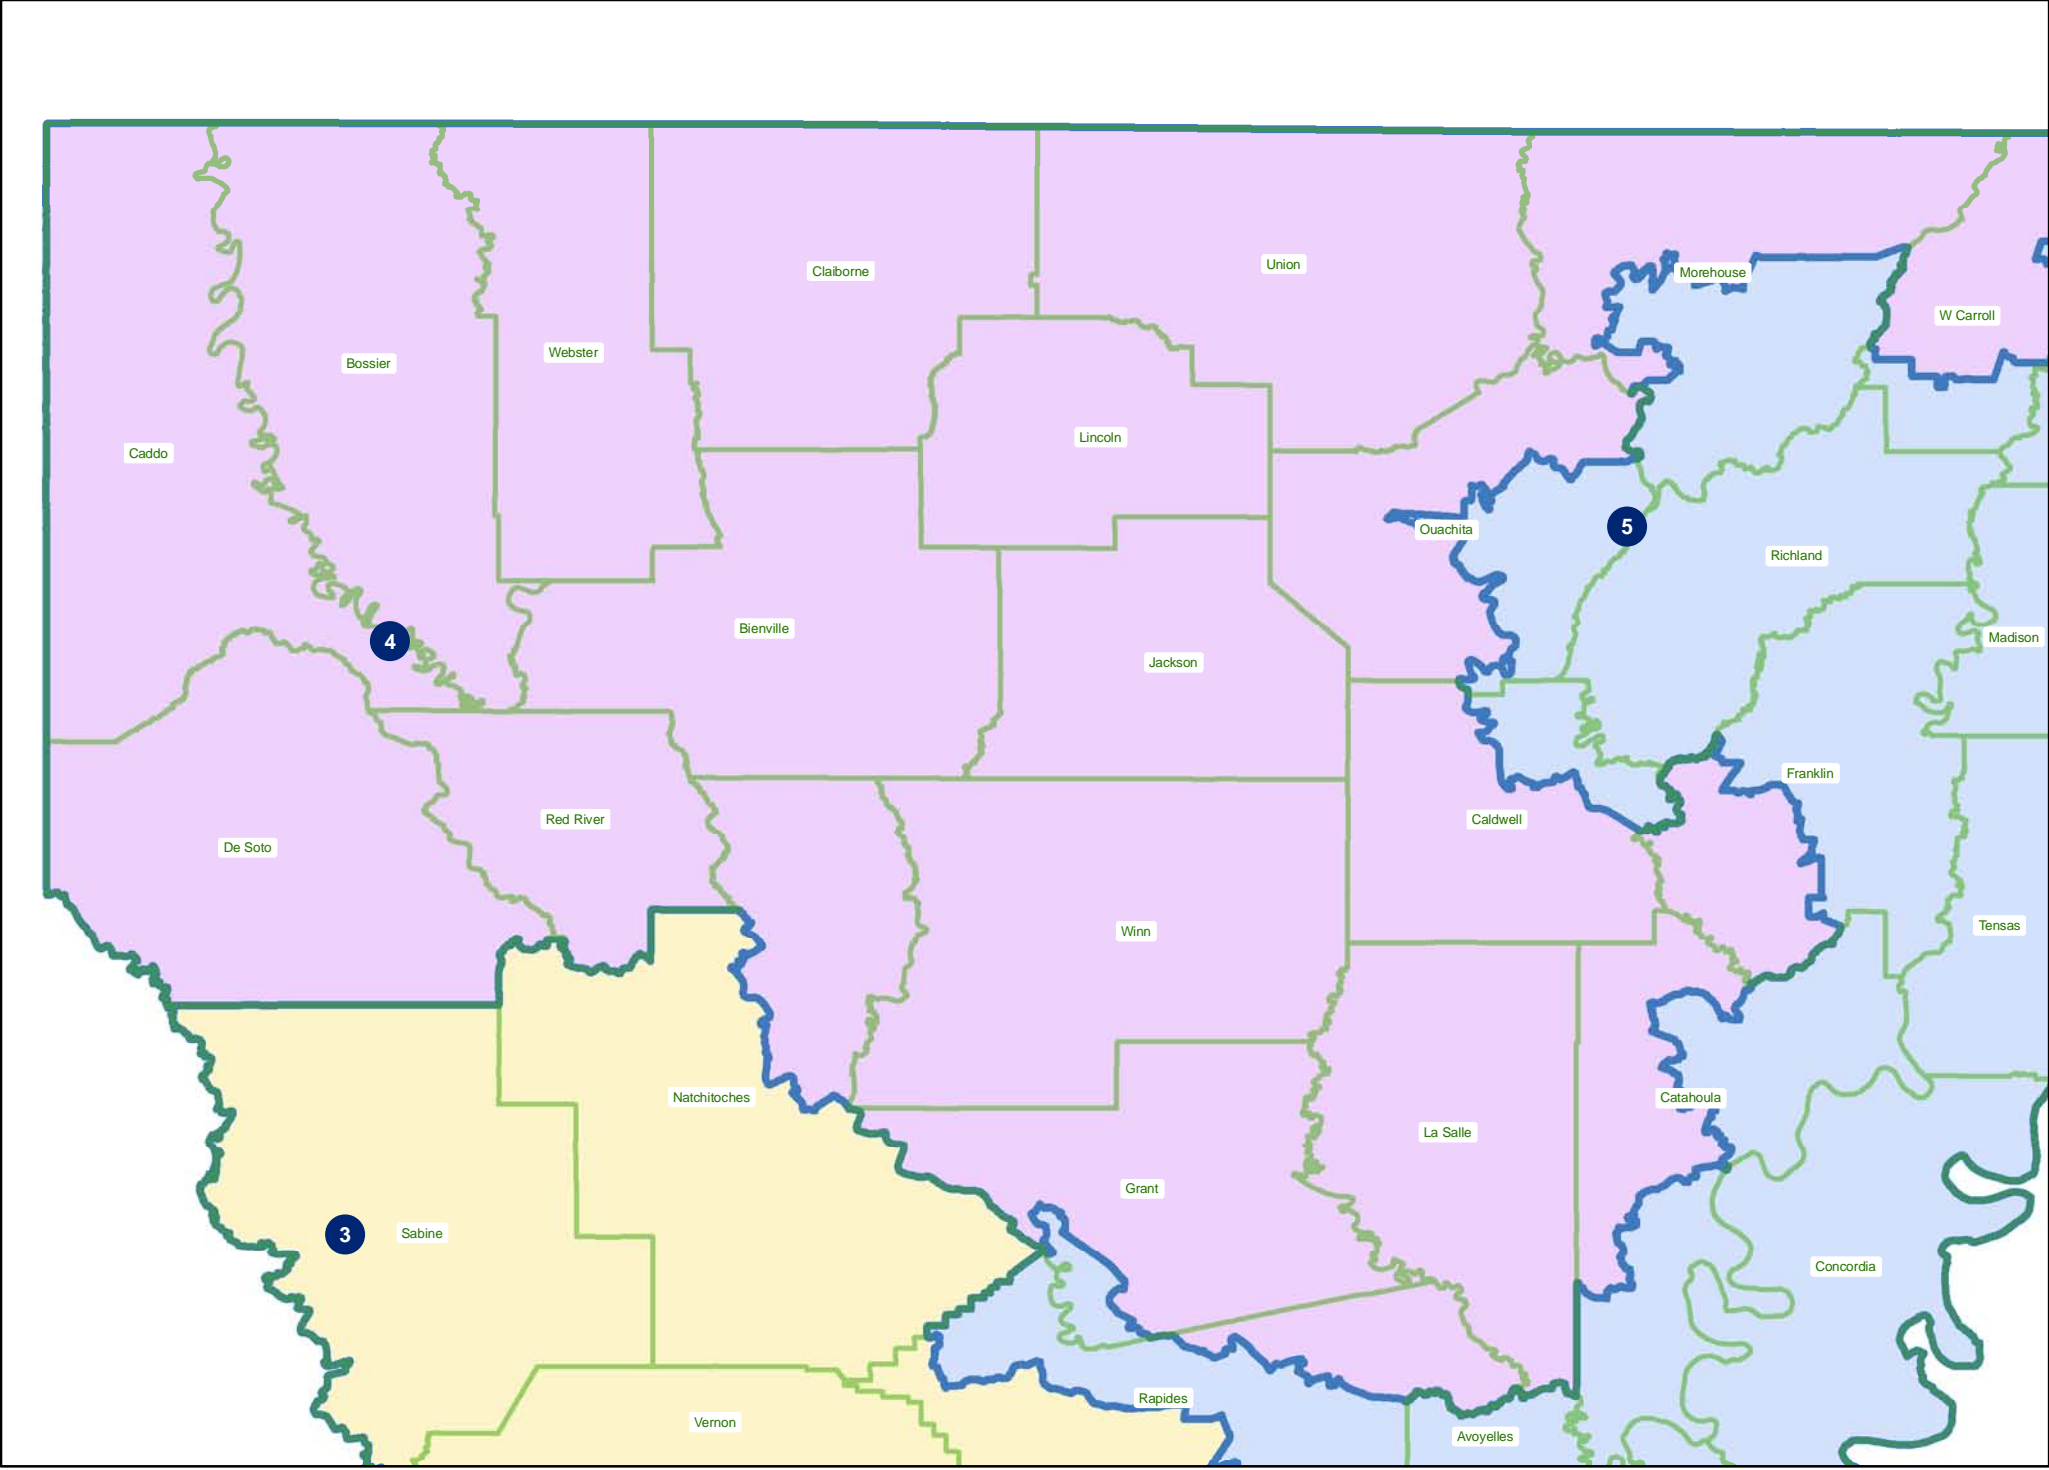 Union
Claiborne
Morehouse
W Carroll
Webster
Bossier
Lincoln
Caddo
5
Ouachita
Richland
Bienville
4
Madison
Jackson
Franklin
Red River
Caldwell
De Soto
Tensas
Winn
Natchitoches
Catahoula
La Salle
Grant
3
Sabine
Concordia
Rapides
Vernon
Avoyelles